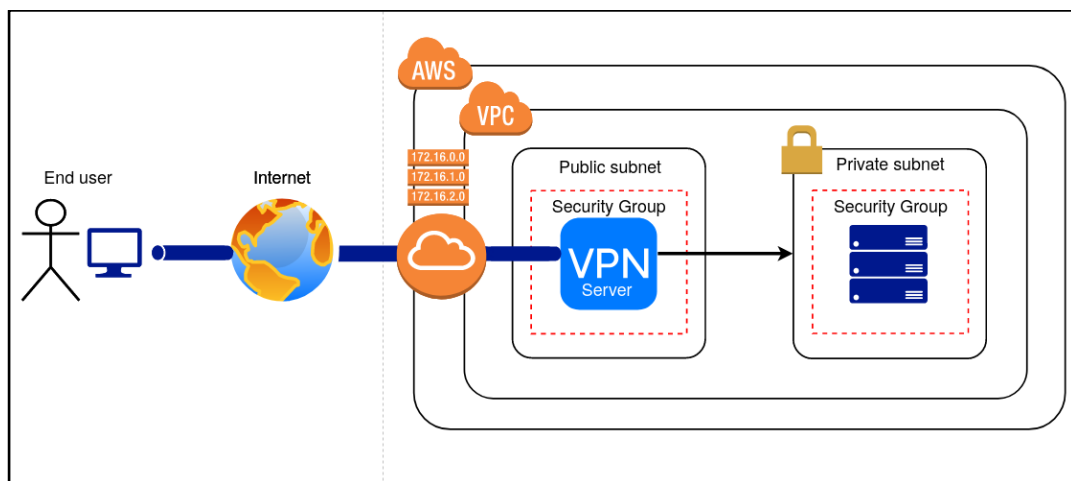 AWS
VPC
172.16.0.0
172.16.1.0
172.16.2.0
End user
Internet
Public subnet
Security Group
VPN
Server
Private subnet
Security Group